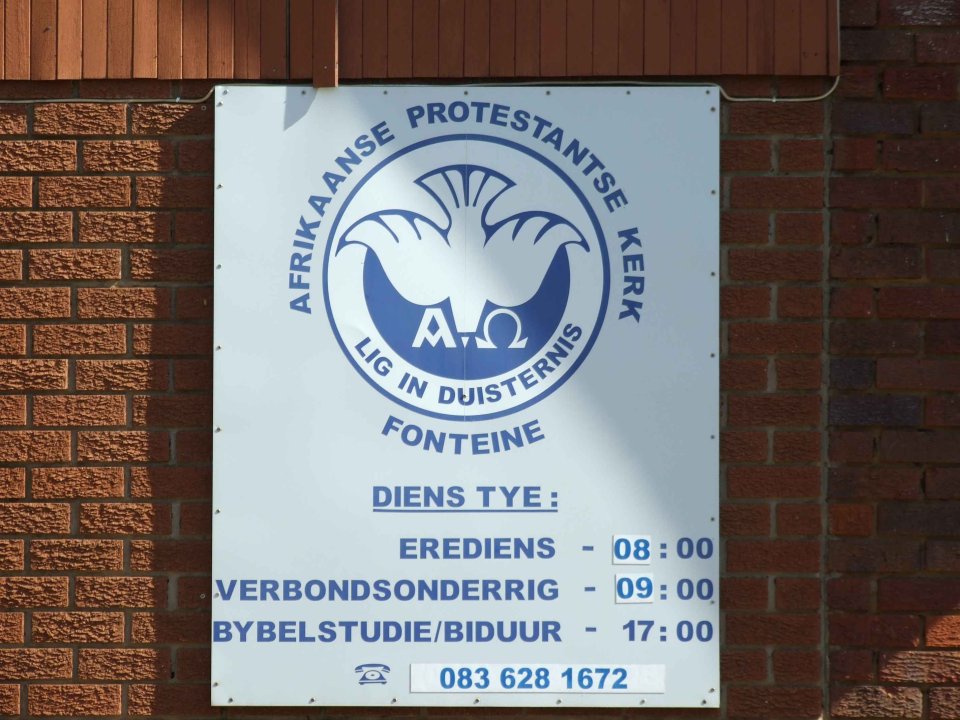 AFRIKAANSE PROTESTANTSE KERK
Α-Ω
LIG IN DUISTERNIS
FONTEINE
DIENS TYE :
EREDIENS - 08:00
VERBONDSONDERRIG - 09:00
BYBELSTUDIE/BIDUUR - 17:00
083 628 1672